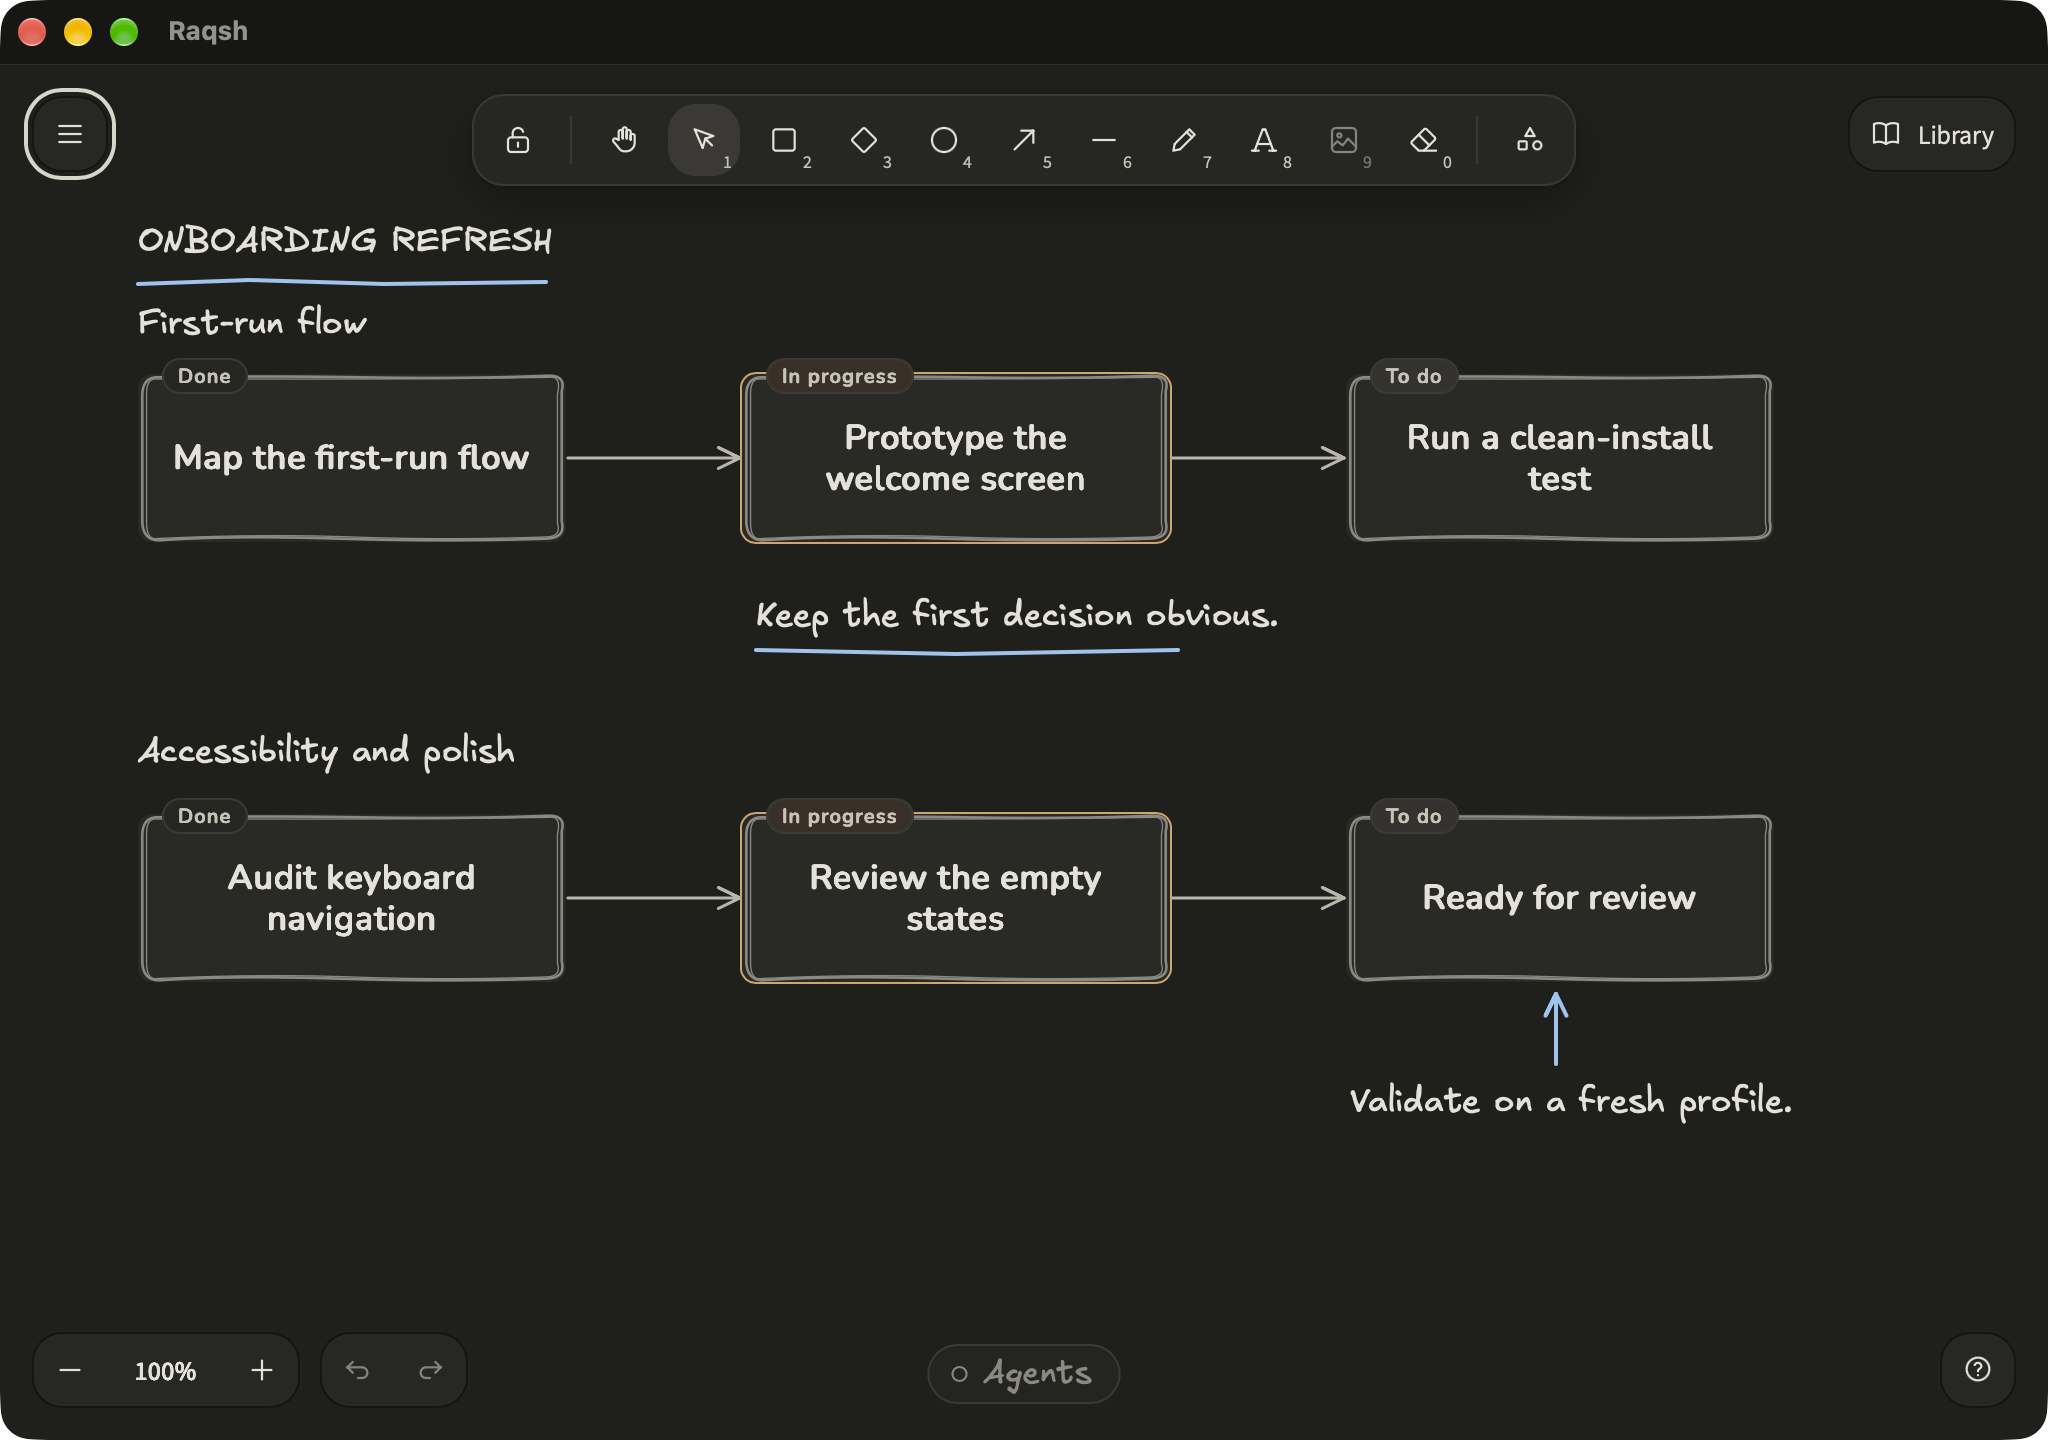 Raqsh
1
2
3
4
5
6
7
8
9
0
Library
ONBOARDING REFRESH
First-run flow
Done
Map the first-run flow
In progress
Prototype the
welcome screen
To do
Run a clean-install
test
Keep the first decision obvious.
Accessibility and polish
Done
Audit keyboard
navigation
In progress
Review the empty
states
To do
Ready for review
Validate on a fresh profile.
100%
Agents